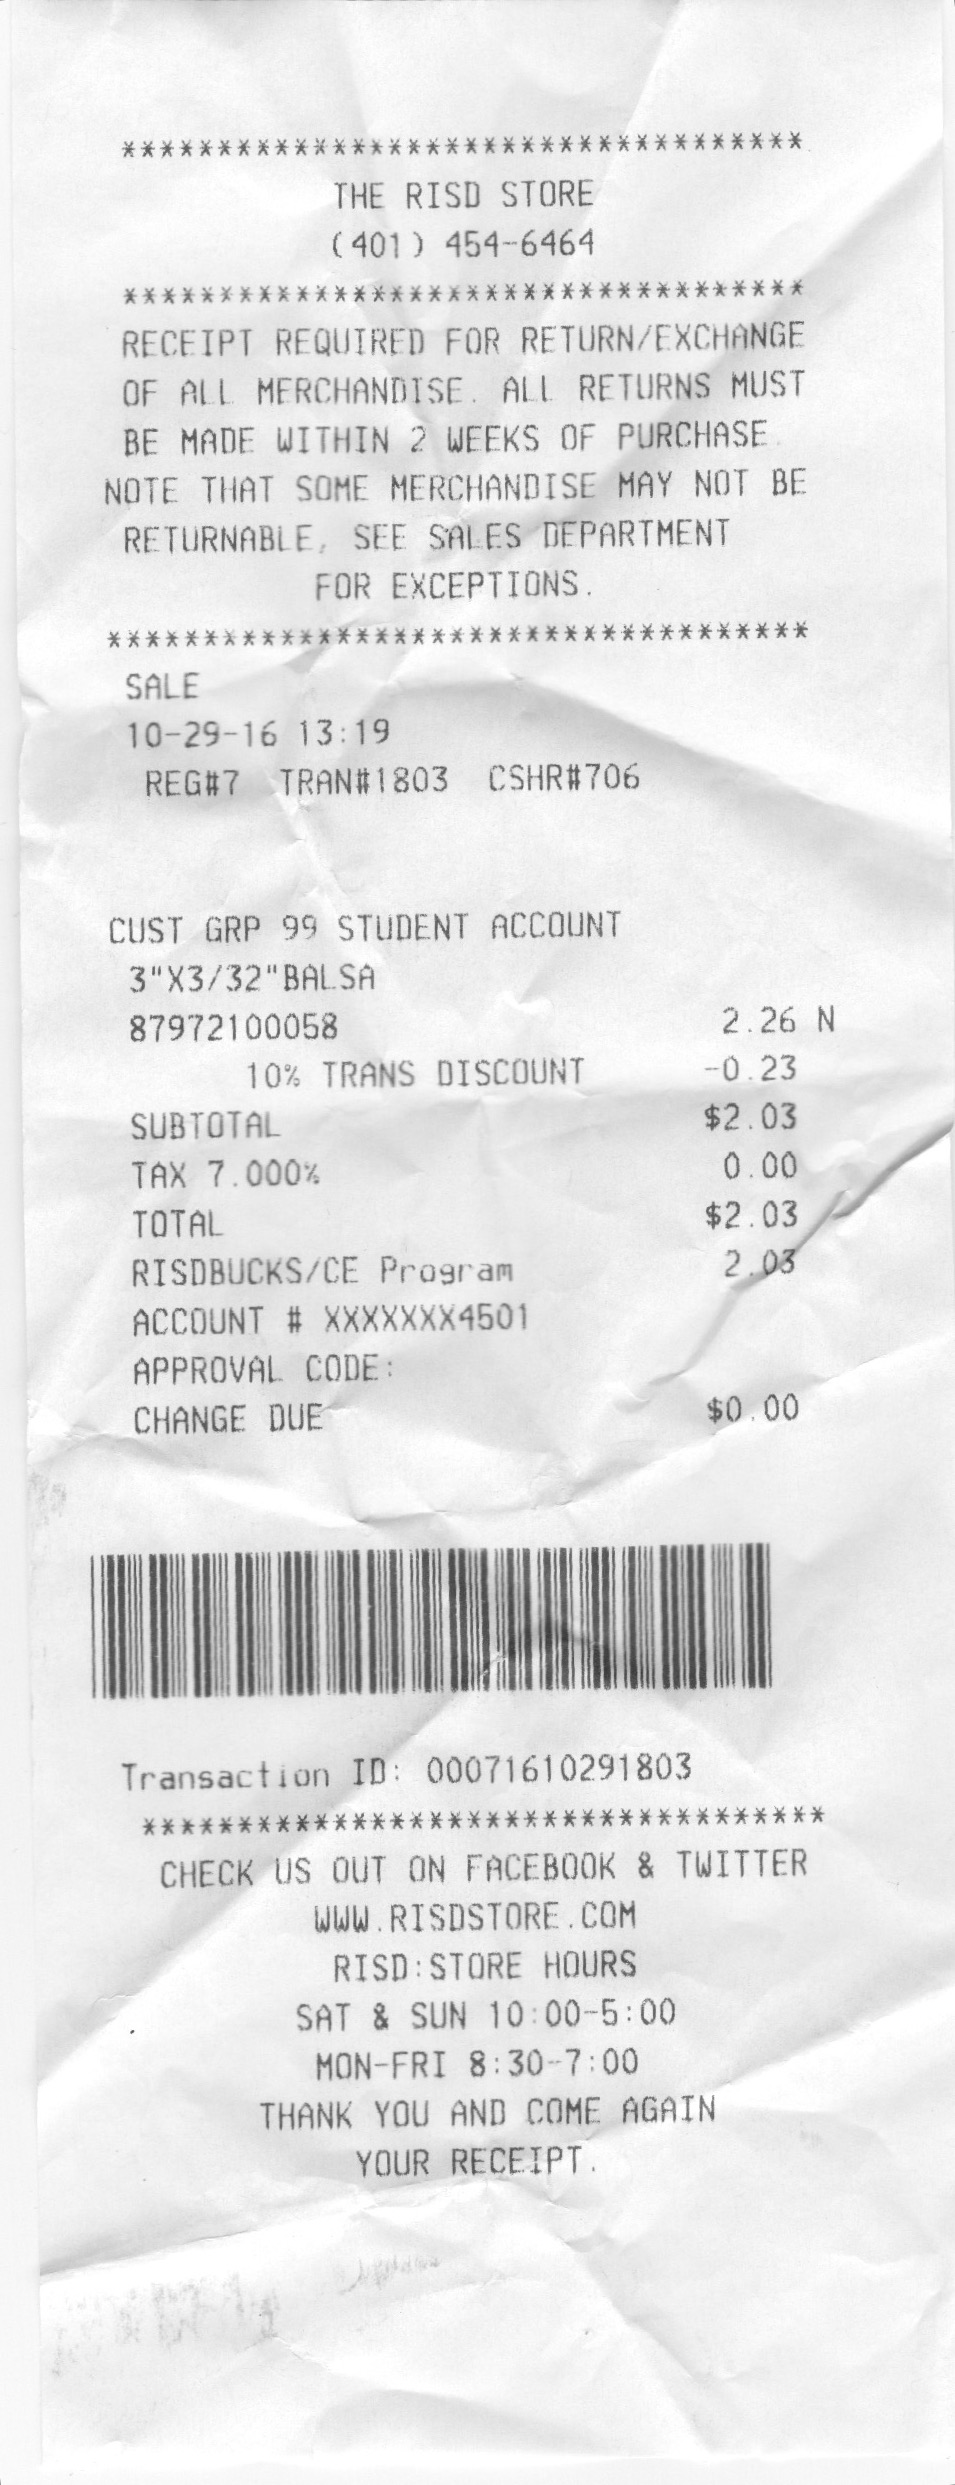 ************************************
THE RISD STORE
(401) 454-6464
************************************
RECEIPT REQUIRED FOR RETURN/EXCHANGE
OF ALL MERCHANDISE. ALL RETURNS MUST
BE MADE WITHIN 2 WEEKS OF PURCHASE.
NOTE THAT SOME MERCHANDISE MAY NOT BE
RETURNABLE, SEE SALES DEPARTMENT
FOR EXCEPTIONS.
*************************************
SALE
10-29-16 13:19
REG#7 TRAN#1803 CSHR#706
CUST GRP 99 STUDENT ACCOUNT
3"X3/32"BALSA
87972100058 2.26 N
10% TRANS DISCOUNT -0.23
SUBTOTAL $2.03
TAX 7.000% 0.00
TOTAL $2.03
RISDBUCKS/CE Program 2.03
ACCOUNT # XXXXXXX4501
APPROVAL CODE:
CHANGE DUE $0.00
Transaction ID: 00071610291803
************************************
CHECK US OUT ON FACEBOOK & TWITTER
WWW.RISDSTORE.COM
RISD:STORE HOURS
SAT & SUN 10:00-5:00
MON-FRI 8:30-7:00
THANK YOU AND COME AGAIN
YOUR RECEIPT.